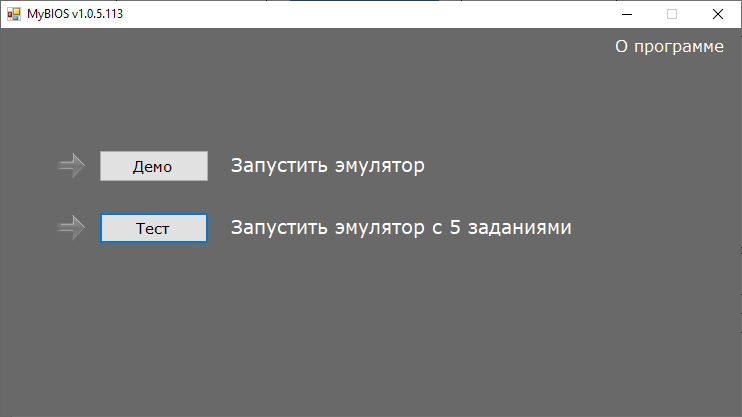 MyBIOS v1.0.5.113
О программе
Демо Запустить эмулятор
Тест Запустить эмулятор с 5 заданиями